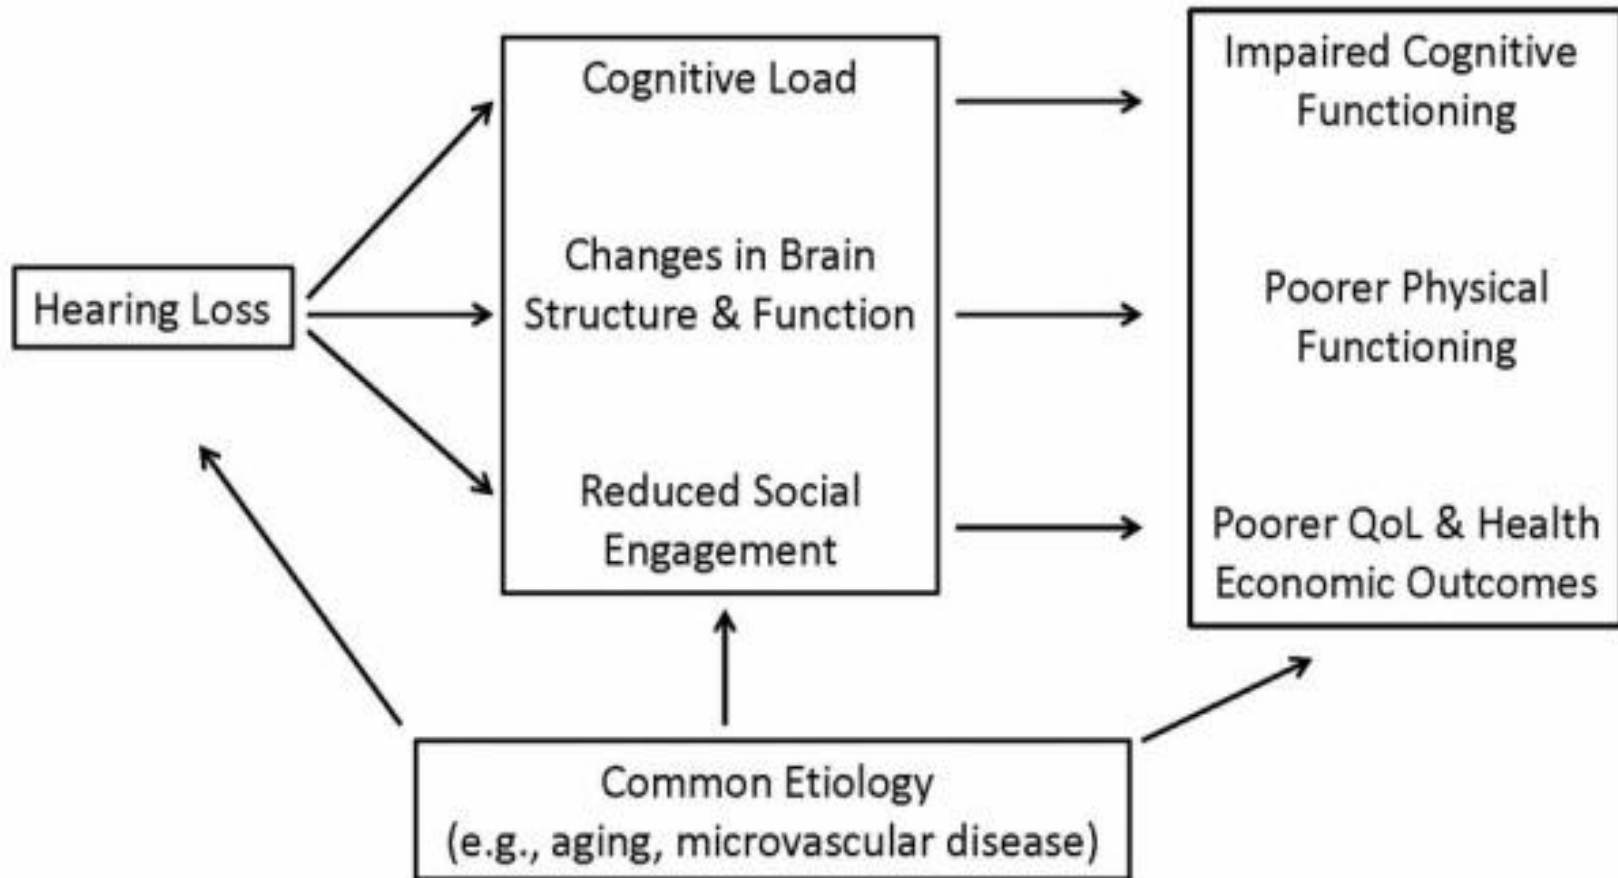 Hearing Loss
Cognitive Load
Changes in Brain
Structure & Function
Reduced Social
Engagement
Impaired Cognitive
Functioning
Poorer Physical
Functioning
Poorer QoL & Health
Economic Outcomes
Common Etiology
(e.g., aging, microvascular disease)